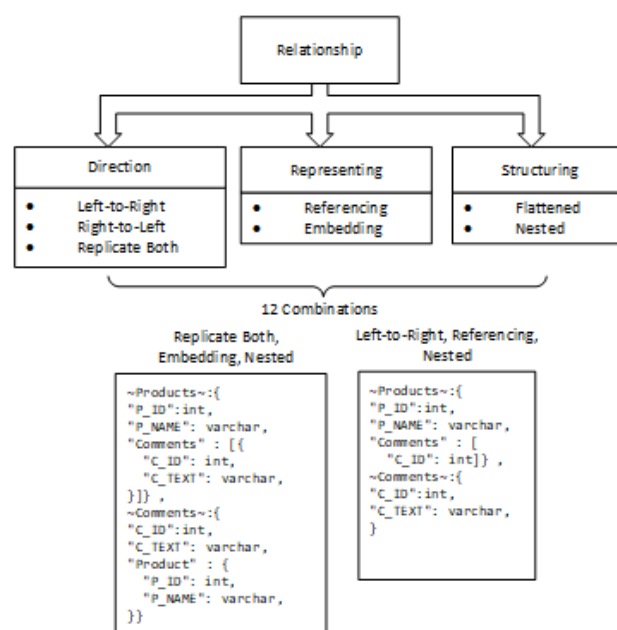 Relationship
Direction
• Left-to-Right
• Right-to-Left
• Replicate Both
Representing
• Referencing
• Embedding
Structuring
• Flattened
• Nested
12 Combinations
Replicate Both,
Embedding, Nested
~Products~:{
"P_ID":int,
"P_NAME": varchar,
"Comments" : [{
"C_ID": int,
"C_TEXT": varchar,
}]} ,
~Comments~:{
"C_ID":int,
"C_TEXT": varchar,
"Product" : {
"P_ID": int,
"P_NAME": varchar,
}}
Left-to-Right, Referencing,
Nested
~Products~:{
"P_ID":int,
"P_NAME": varchar,
"Comments" : [
"C_ID": int]} ,
~Comments~:{
"C_ID":int,
"C_TEXT": varchar,
}